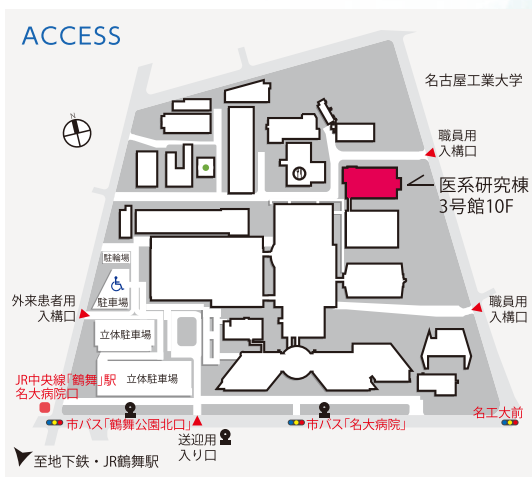 ACCESS
名古屋工業大学
N
職員用
入構口
医系研究棟
3号館10F
駐輪場
駐車場
外来患者用
入構口
職員用
入構口
立体駐車場
立体駐車場
JR中央線「鶴舞」駅
名大病院口
市バス「鶴舞公園北口」
市バス「名大病院」
名工大前
送迎用
入り口
至地下鉄・JR鶴舞駅